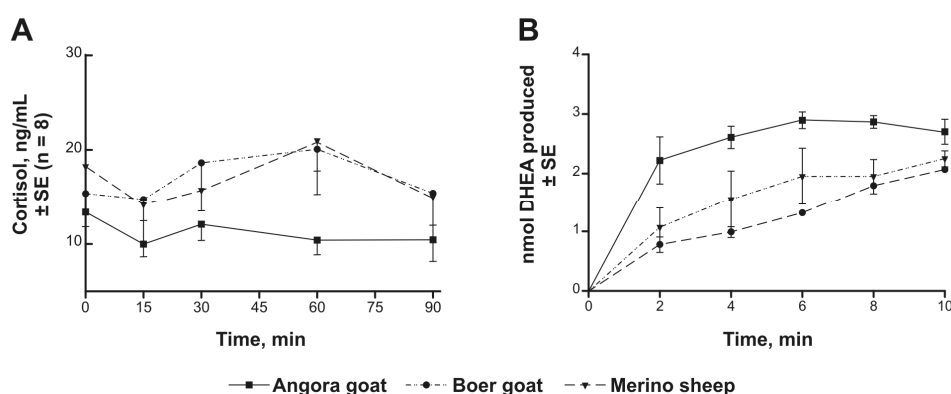 A
Cortisol, ng/mL
± SE (n = 8)
30
20
10
0 15 30 45 60 75 90
Time, min
B
nmol DHEA produced
± SE
4
3
2
1
0
0 2 4 6 8 10
Time, min
Angora goat Boer goat Merino sheep